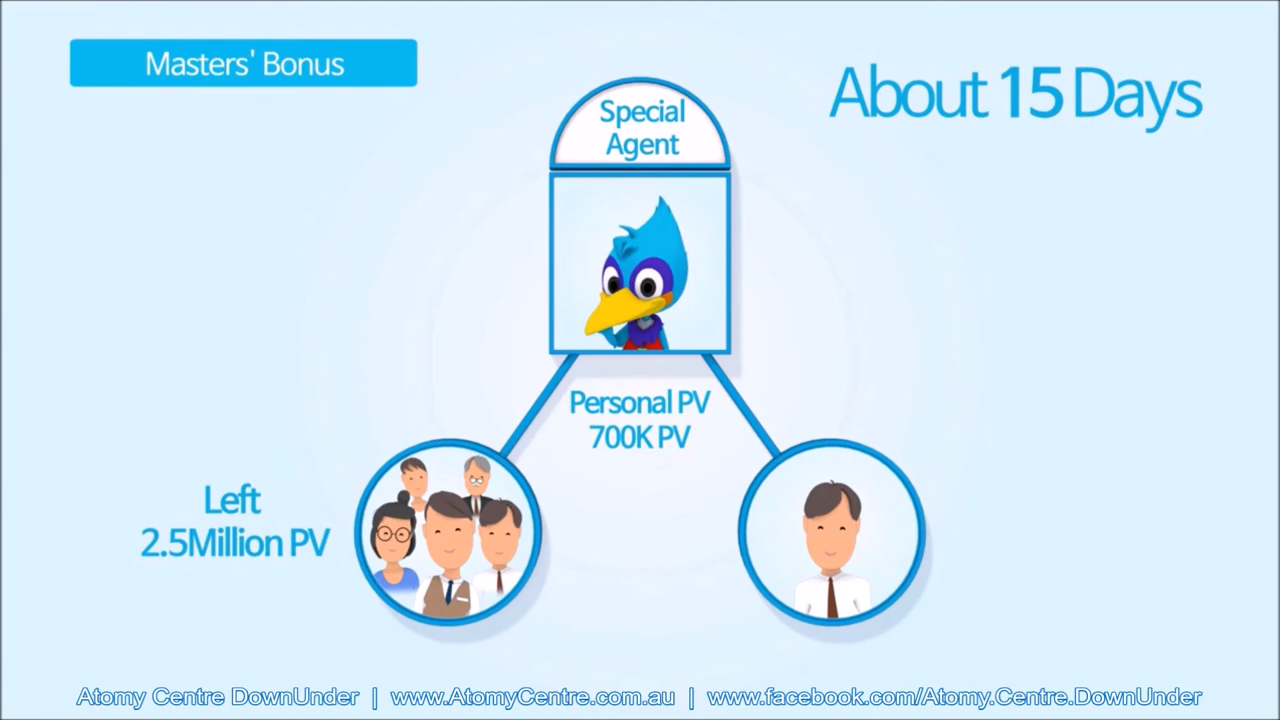 Masters' Bonus
About 15 Days
Special
Agent
Personal PV
700K PV
Left
2.5Million PV
Atomy Centre DownUnder | www.AtomyCentre.com.au | www.facebook.com/Atomy.Centre.DownUnder